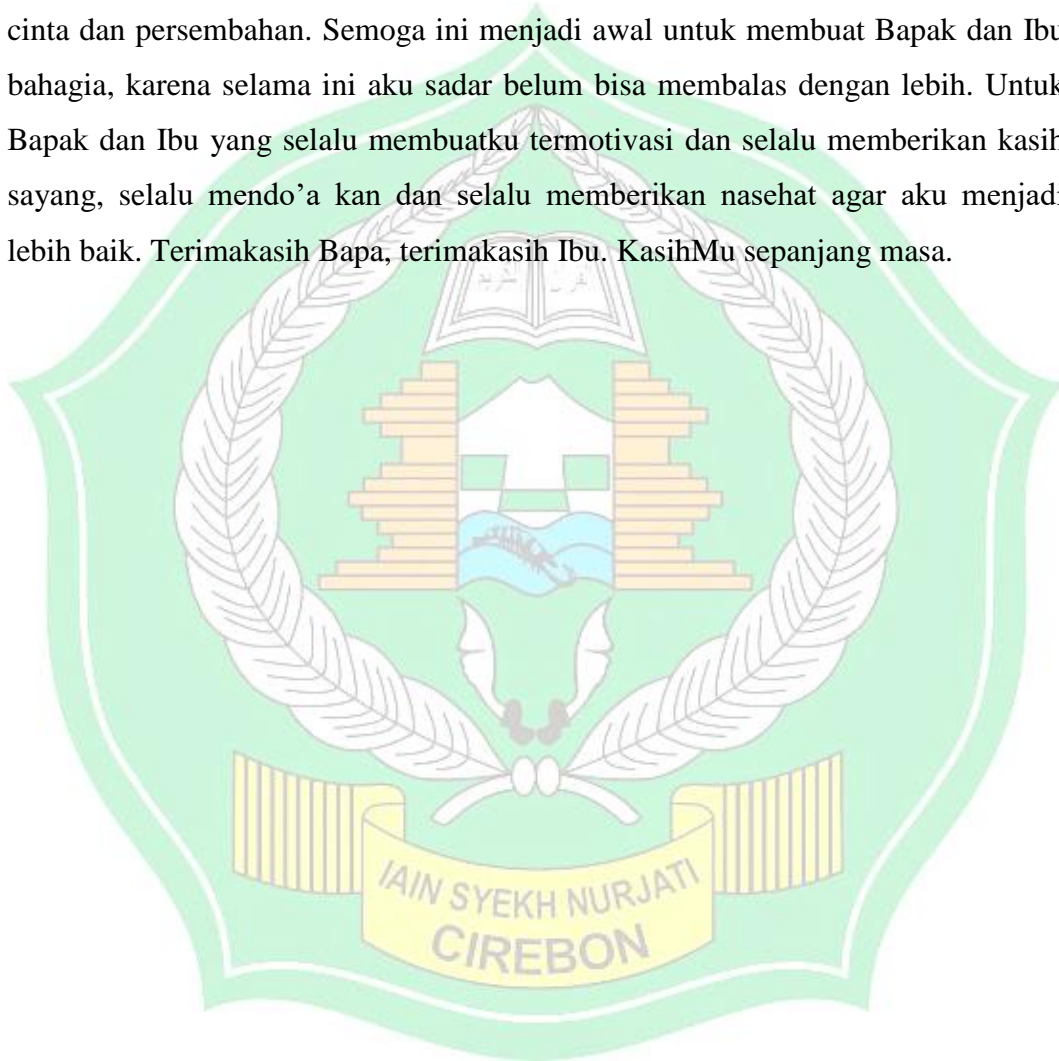 cinta dan persembahan. Semoga ini menjadi awal untuk membuat Bapak dan Ibu
bahagia, karena selama ini aku sadar belum bisa membalas dengan lebih. Untuk
Bapak dan Ibu yang selalu membuatku termotivasi dan selalu memberikan kasih
sayang, selalu mendo’a kan dan selalu memberikan nasehat agar aku menjadi
lebih baik. Terimakasih Bapa, terimakasih Ibu. KasihMu sepanjang masa.
IAIN SYEKH NURJATI
CIREBON